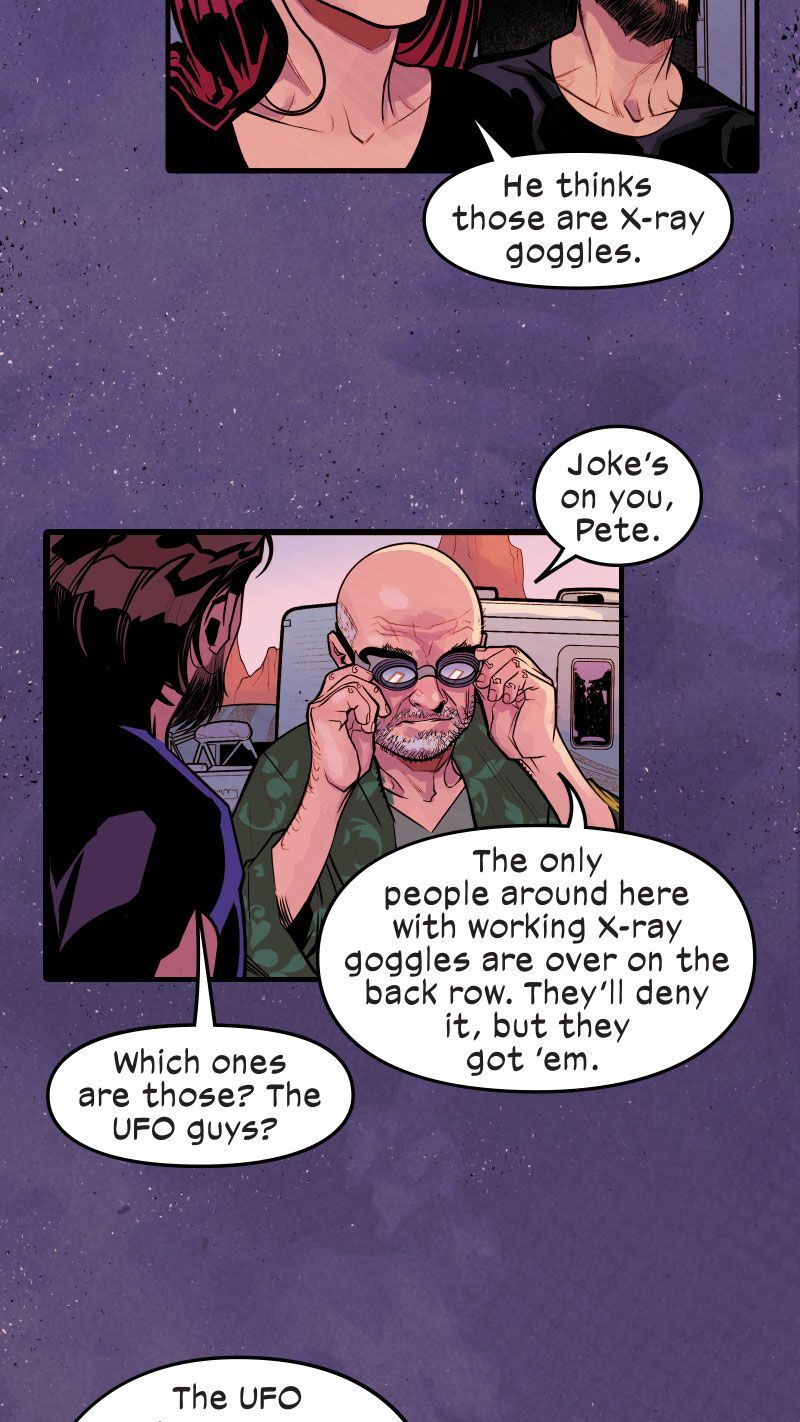 He thinks
those are X-ray
goggles.
Joke's
on you,
Pete.
The only
people around here
with working X-ray
goggles are over on the
back row. They'll deny
it, but they
got 'em.
Which ones
are those? The
UFO guys?
The UFO